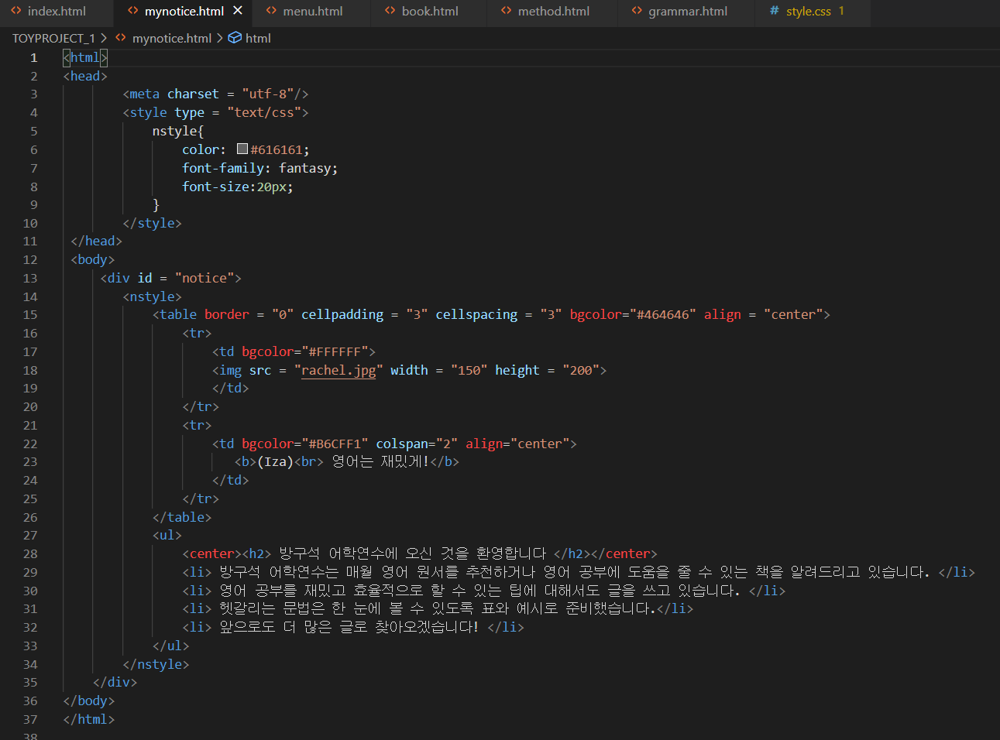 index.html mynotice.html menu.html book.html method.html grammar.html # style.css 1
TOYPROJECT_1 > mynotice.html > html
1 <html>
2 <head>
3 <meta charset = "utf-8"/>
4 <style type = "text/css">
5 nstyle{
6 color: #616161;
7 font-family: fantasy;
8 font-size:20px;
9 }
10 </style>
11 </head>
12 <body>
13 <div id = "notice">
14 <nstyle>
15 <table border = "0" cellpadding = "3" cellspacing = "3" bgcolor="#464646" align = "center">
16 <tr>
17 <td bgcolor="#FFFFFF">
18 <img src = "rachel.jpg" width = "150" height = "200">
19 </td>
20 </tr>
21 <tr>
22 <td bgcolor="#B6CFF1" colspan="2" align="center">
23 <b>(Iza)<br> 영어는 재밌게!</b>
24 </td>
25 </tr>
26 </table>
27 <ul>
28 <center><h2> 방구석 어학연수에 오신 것을 환영합니다 </h2></center>
29 <li> 방구석 어학연수는 매월 영어 원서를 추천하거나 영어 공부에 도움을 줄 수 있는 책을 알려드리고 있습니다. </li>
30 <li> 영어 공부를 재밌고 효율적으로 할 수 있는 팁에 대해서도 글을 쓰고 있습니다. </li>
31 <li> 헷갈리는 문법은 한 눈에 볼 수 있도록 표와 예시로 준비했습니다.</li>
32 <li> 앞으로도 더 많은 글로 찾아오겠습니다! </li>
33 </ul>
34 </nstyle>
35 </div>
36 </body>
37 </html>
38